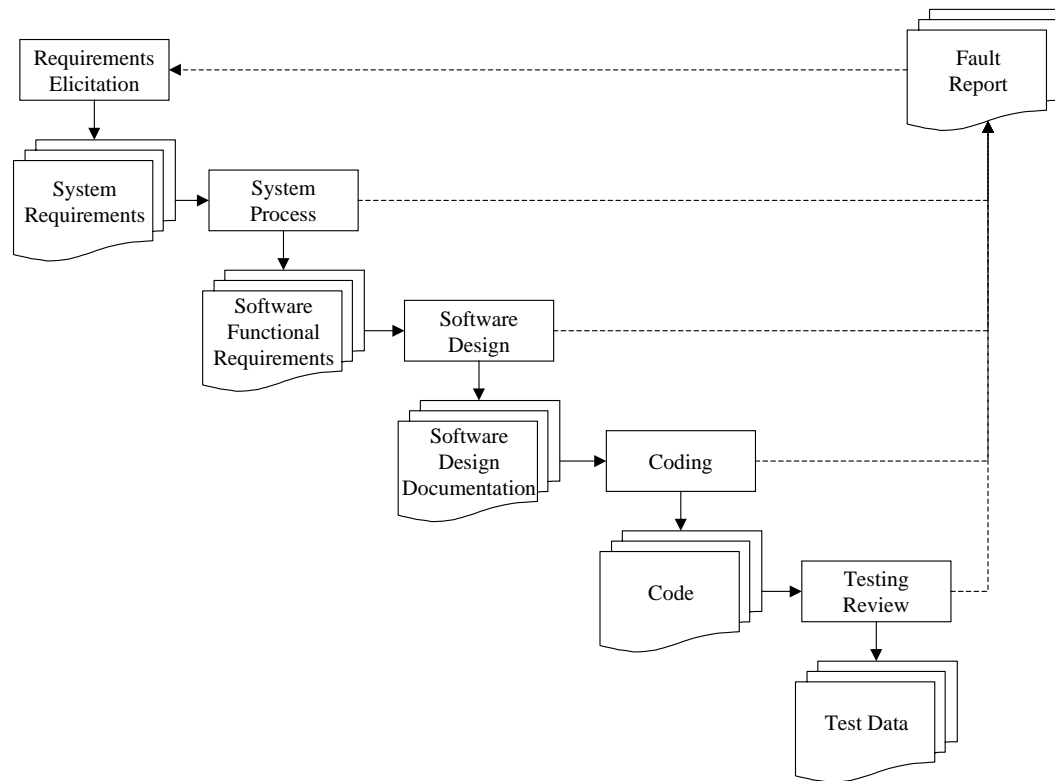 Requirements
Elicitation
Fault
Report
System
Requirements
System
Process
Software
Functional
Requirements
Software
Design
Software
Design
Documentation
Coding
Code
Testing
Review
Test Data